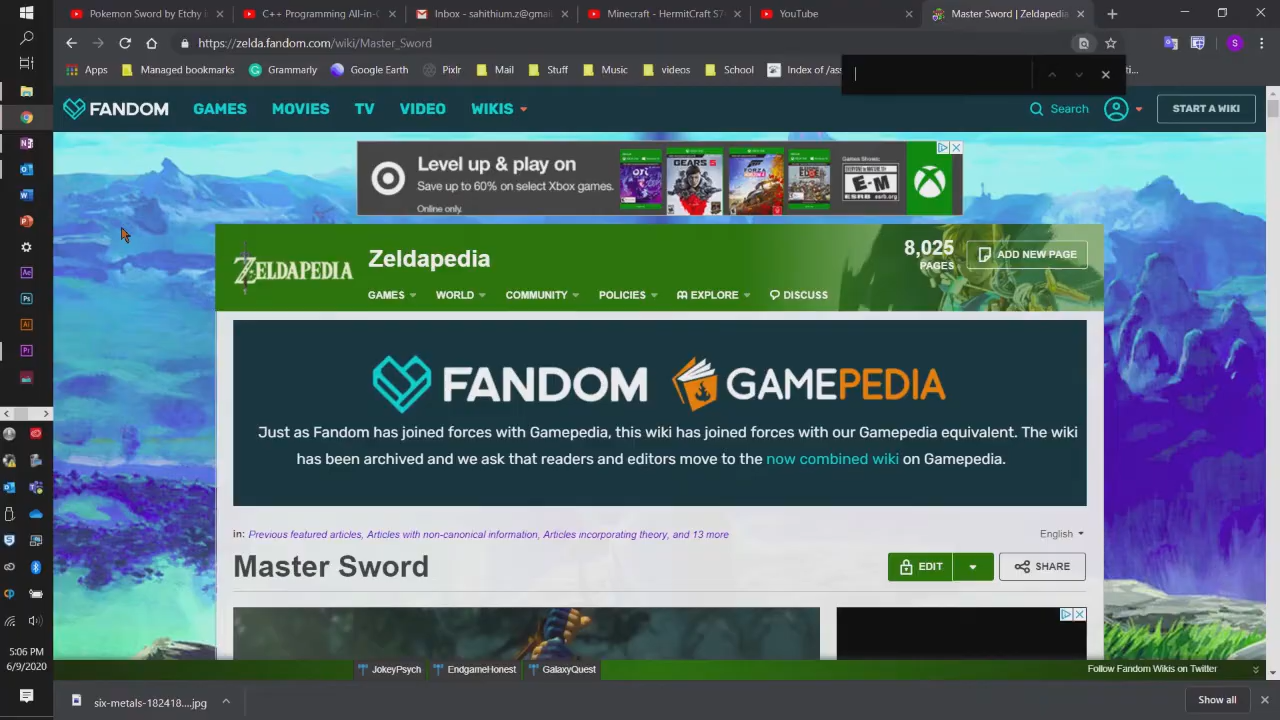 Pokemon Sword by Etchy in
C++ Programming All-in-O
Inbox - sahithium.z@gmai
Minecraft - HermitCraft S7
YouTube
Master Sword | Zeldapedia
https://zelda.fandom.com/wiki/Master_Sword
S
Apps
Managed bookmarks
Grammarly
Google Earth
Pixlr
Mail
Stuff
Music
videos
School
Index of /ass
FANDOM
GAMES
MOVIES
TV
VIDEO
WIKIS
Search
START A WIKI
Level up & play on
Save up to 60% on select Xbox games.
Online only.
GEARS 5
Games Shown:
E-M
XBOX
ZELDAPEDIA
Zeldapedia
8,025
PAGES
ADD NEW PAGE
GAMES
WORLD
COMMUNITY
POLICIES
EXPLORE
DISCUSS
FANDOM
GAMEPEDIA
Just as Fandom has joined forces with Gamepedia, this wiki has joined forces with our Gamepedia equivalent. The wiki
has been archived and we ask that readers and editors move to the now combined wiki on Gamepedia.
in: Previous featured articles, Articles with non-canonical information, Articles incorporating theory, and 13 more
English
Master Sword
EDIT
SHARE
5:06 PM
6/9/2020
JokeyPsych
EndgameHonest
GalaxyQuest
Follow Fandom Wikis on Twitter
six-metals-182418....jpg
Show all